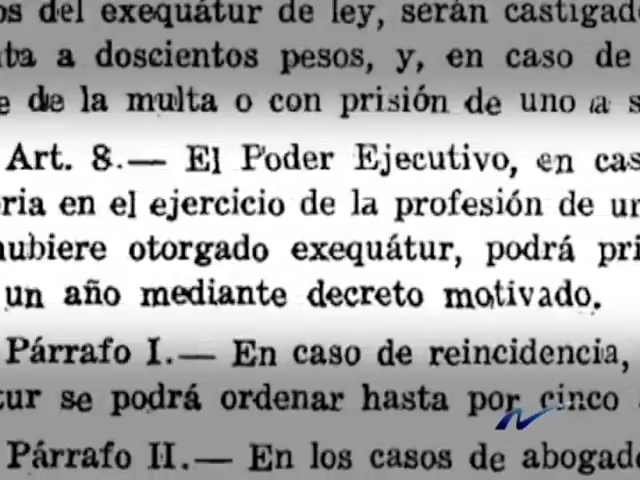 os del exequátur de ley, serán castigad
ta a doscientos pesos, y, en caso de
e de la multa o con prisión de uno a s
Art. 8.— El Poder Ejecutivo, en cas
ria en el ejercicio de la profesión de un
hubiere otorgado exequátur, podrá pri
un año mediante decreto motivado.
Párrafo I.— En caso de reincidencia,
tur se podrá ordenar hasta por cinco
Párrafo II.— En los casos de abogado